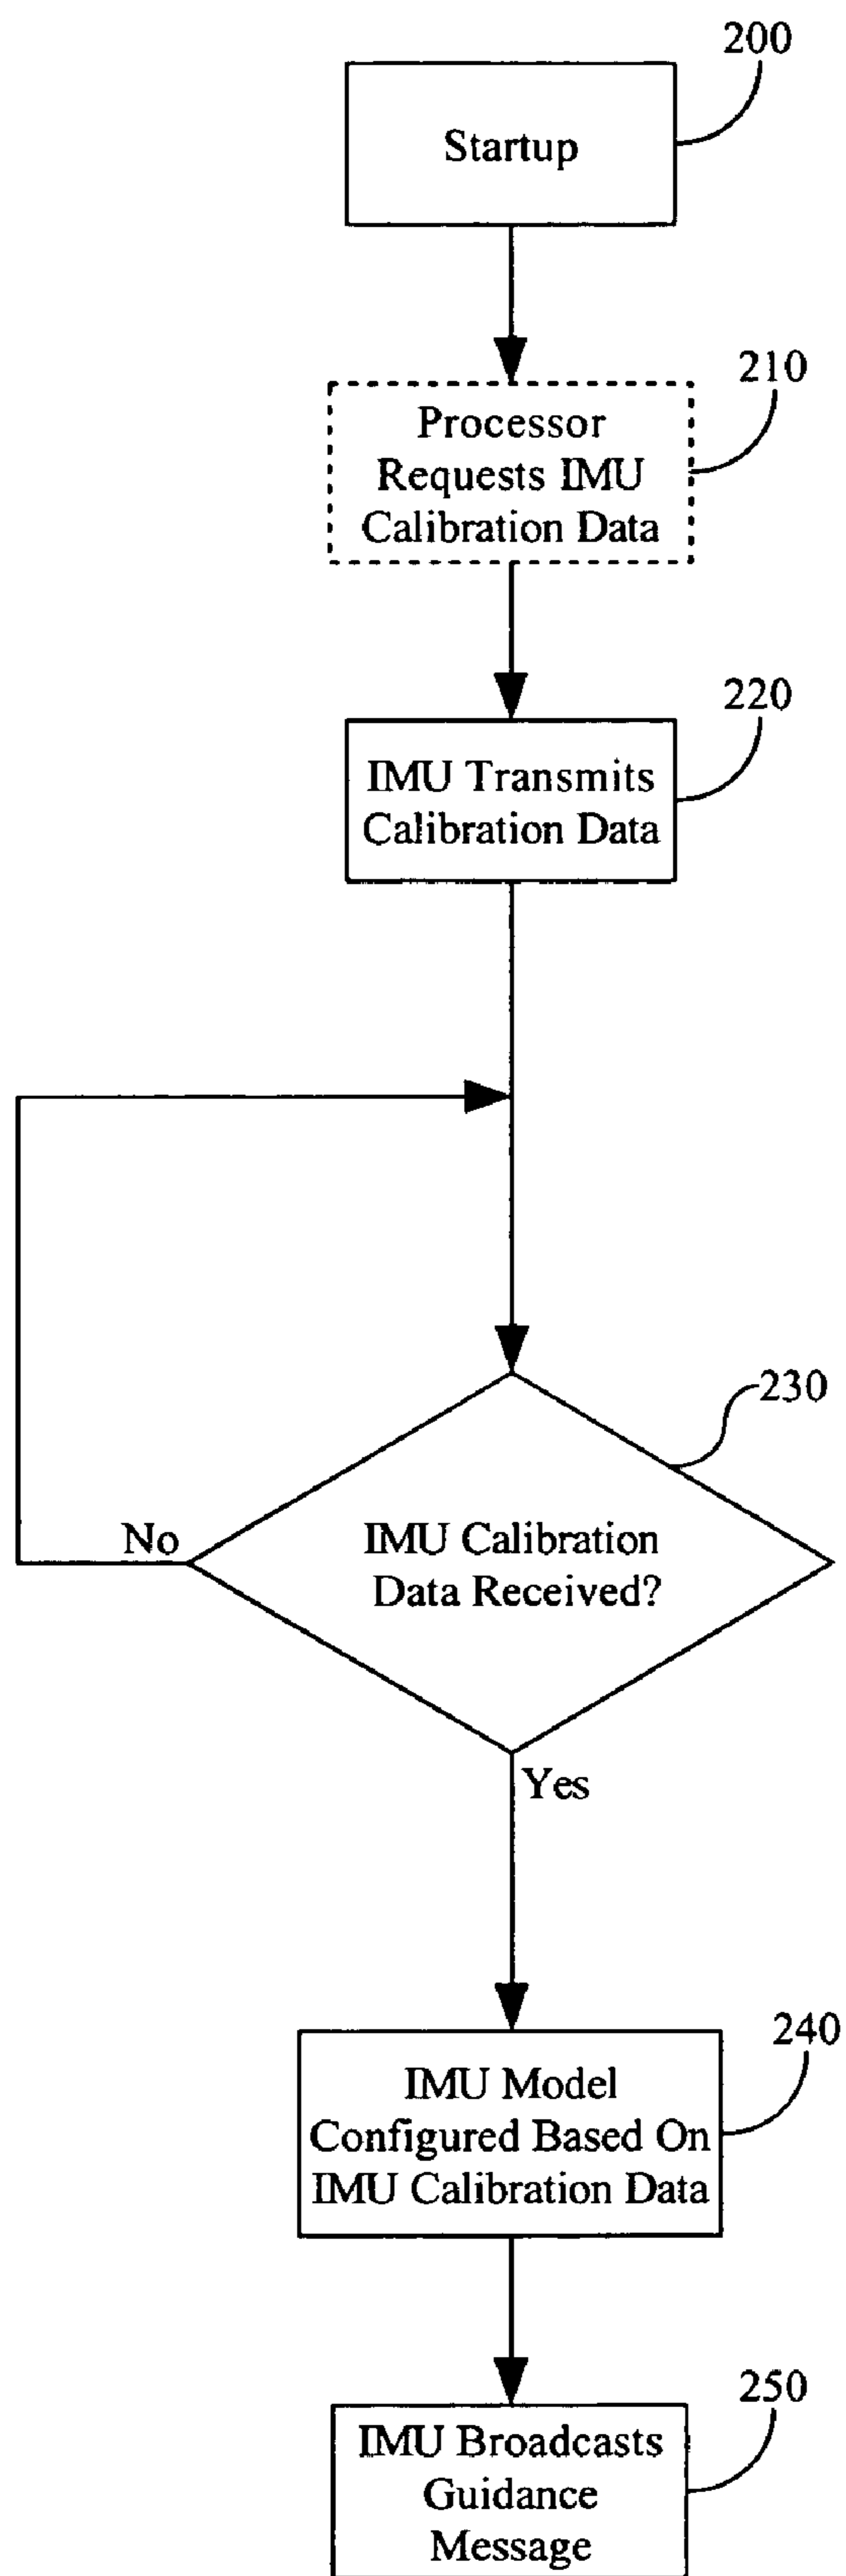 200
Startup
210
Processor
Requests IMU
Calibration Data
220
IMU Transmits
Calibration Data
230
No
IMU Calibration
Data Received?
Yes
240
IMU Model
Configured Based On
IMU Calibration Data
250
IMU Broadcasts
Guidance
Message